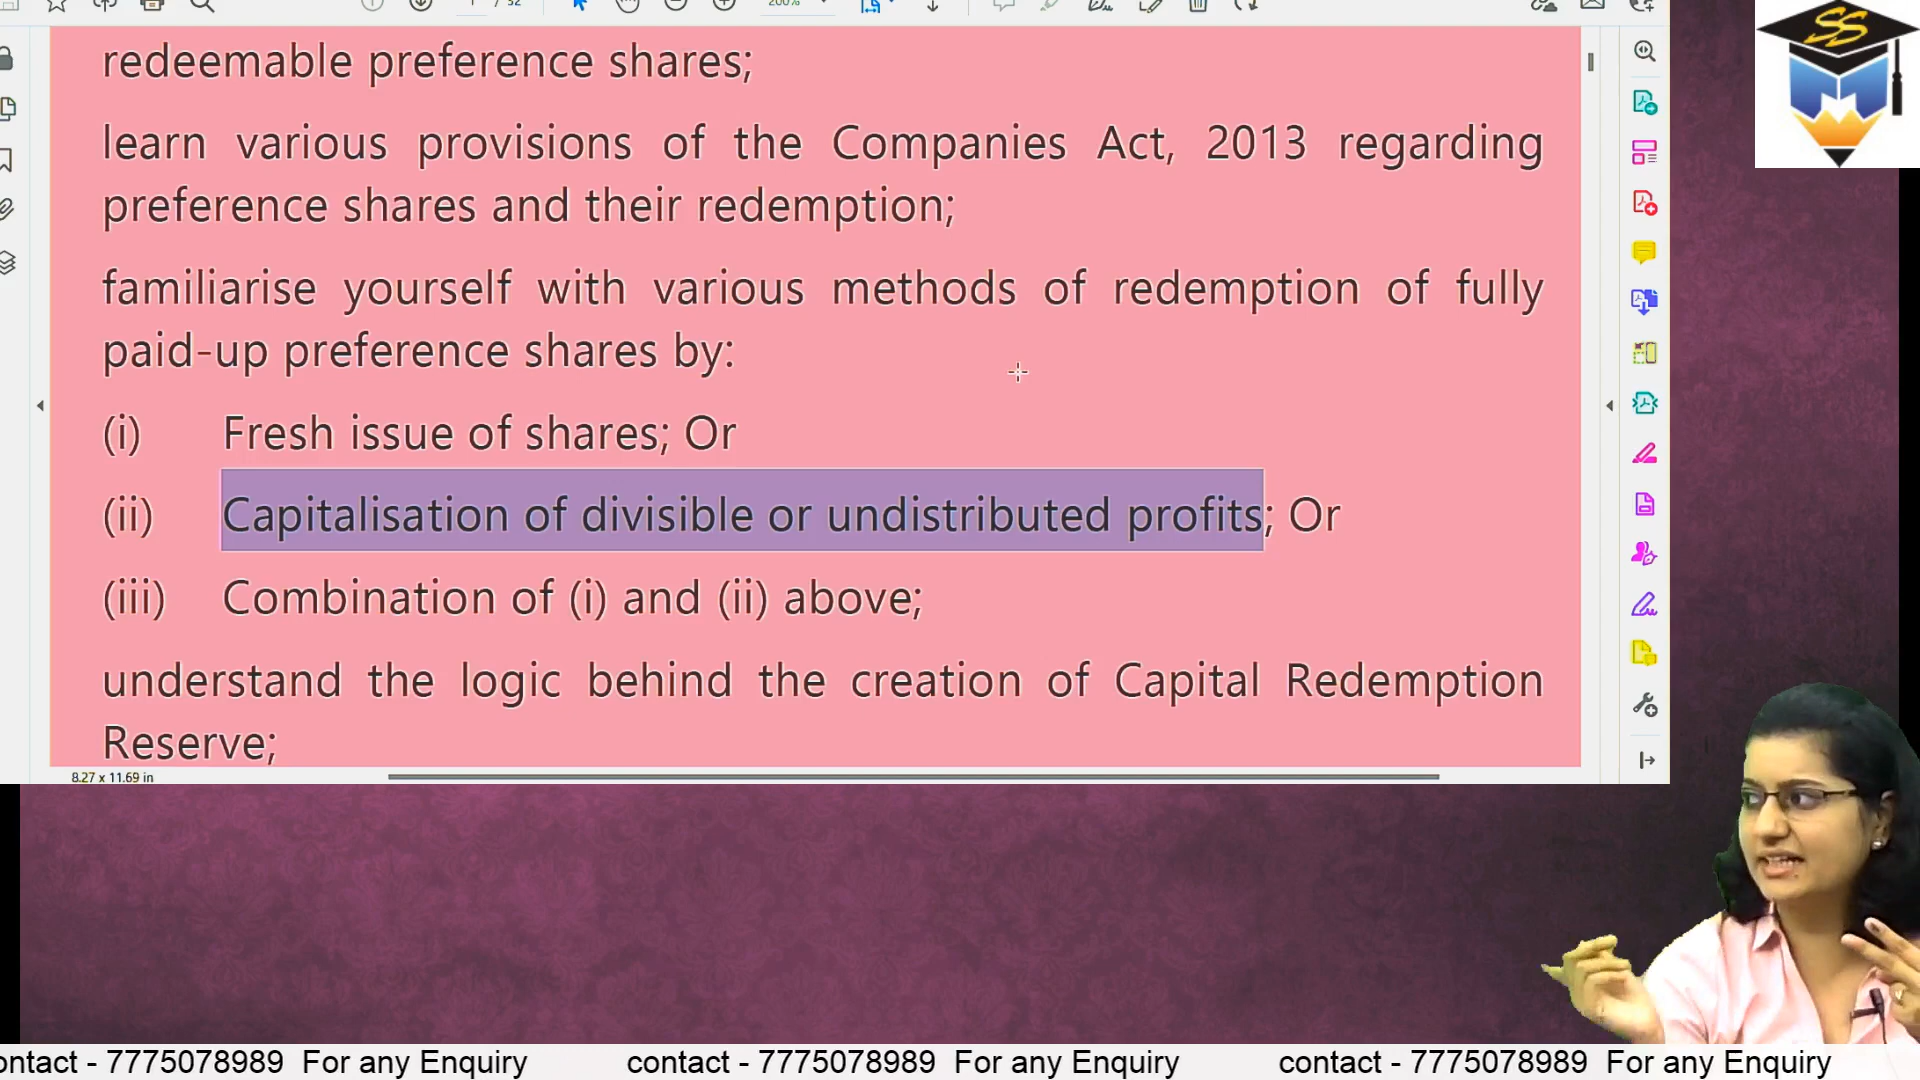 / 52
200%
SS
redeemable preference shares;
learn various provisions of the Companies Act, 2013 regarding
preference shares and their redemption;
familiarise yourself with various methods of redemption of fully
paid-up preference shares by:
(i) Fresh issue of shares; Or
(ii) Capitalisation of divisible or undistributed profits; Or
(iii) Combination of (i) and (ii) above;
understand the logic behind the creation of Capital Redemption
Reserve;
8.27 x 11.69 in
ontact - 7775078989 For any Enquiry contact - 7775078989 For any Enquiry contact - 7775078989 For any Enquiry